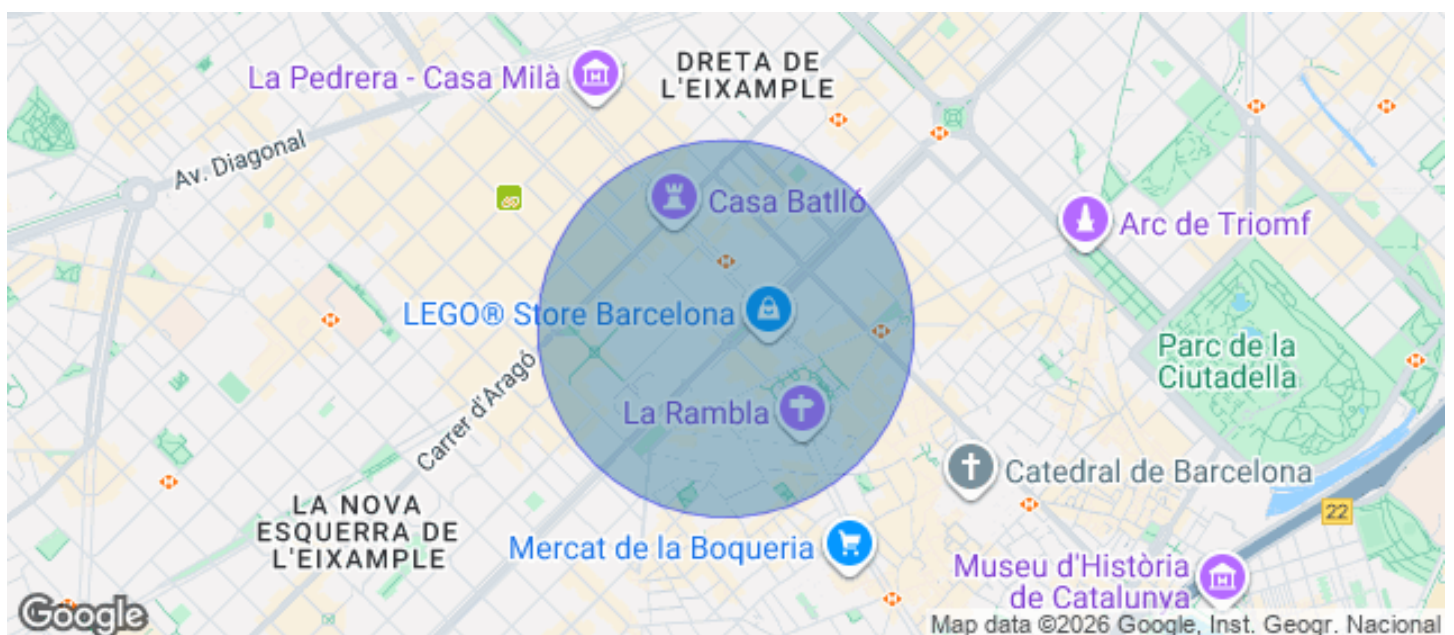 DRETA DE
L'EIXAMPLE
La Pedrera - Casa Milà
Av. Diagonal
Casa Batlló
Arc de Triomf
LEGO® Store Barcelona
Parc de la
Ciutadella
Carrer d'Aragó
La Rambla
Catedral de Barcelona
LA NOVA
ESQUERRA DE
L'EIXAMPLE
22
Mercat de la Boqueria
Museu d'Història
de Catalunya
Google
Map data ©2026 Google, Inst. Geogr. Nacional